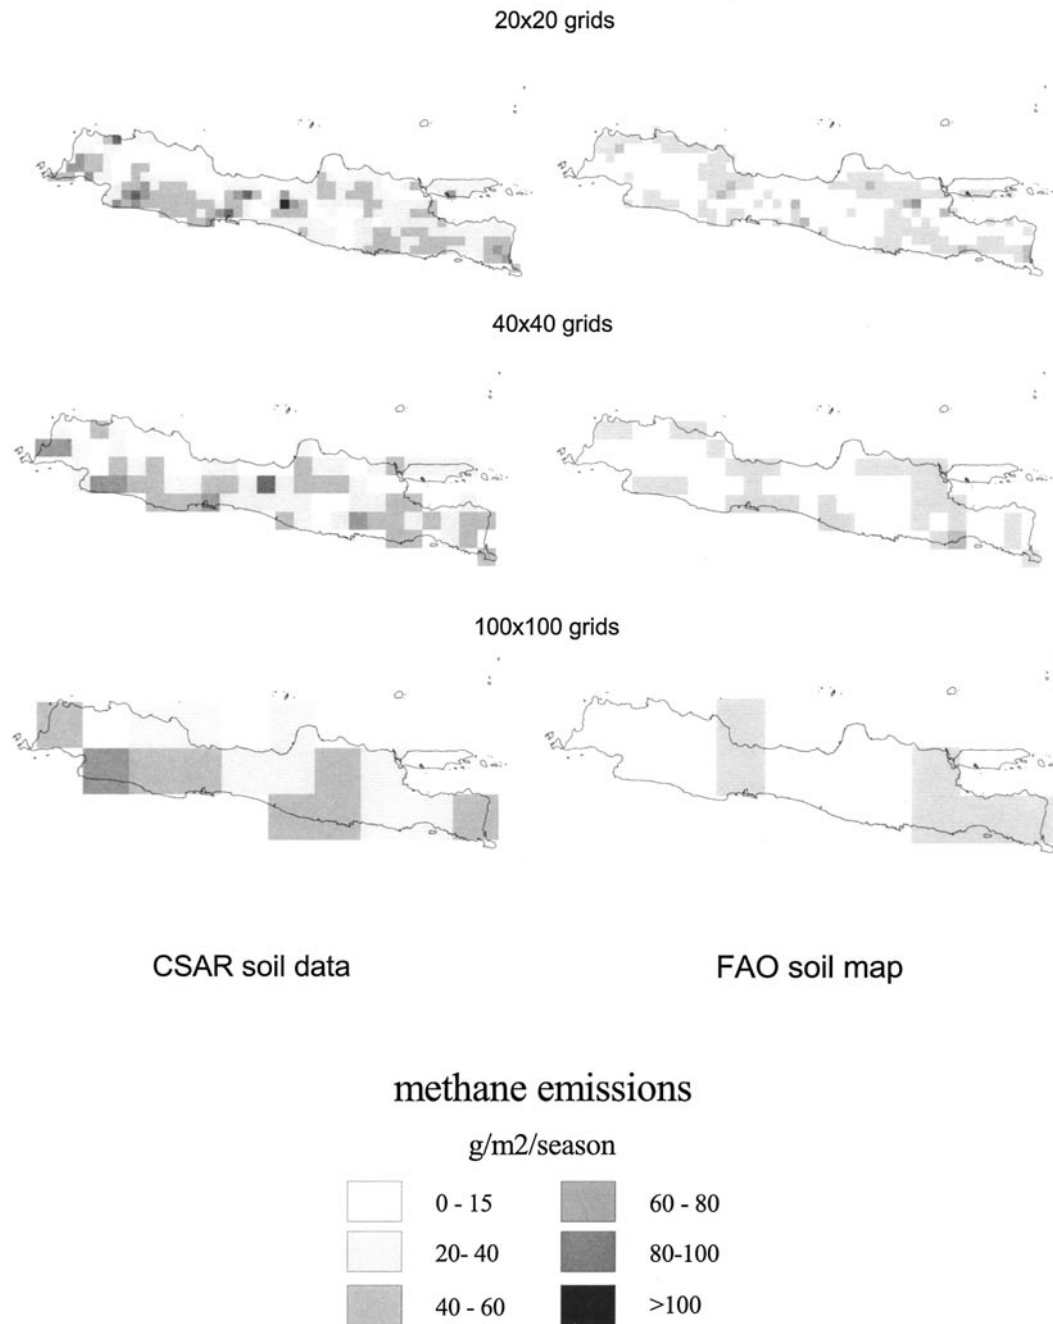 20x20 grids
40x40 grids
100x100 grids
CSAR soil data
FAO soil map
methane emissions
g/m2/season
0 - 15
60 - 80
20- 40
80-100
40 - 60
>100